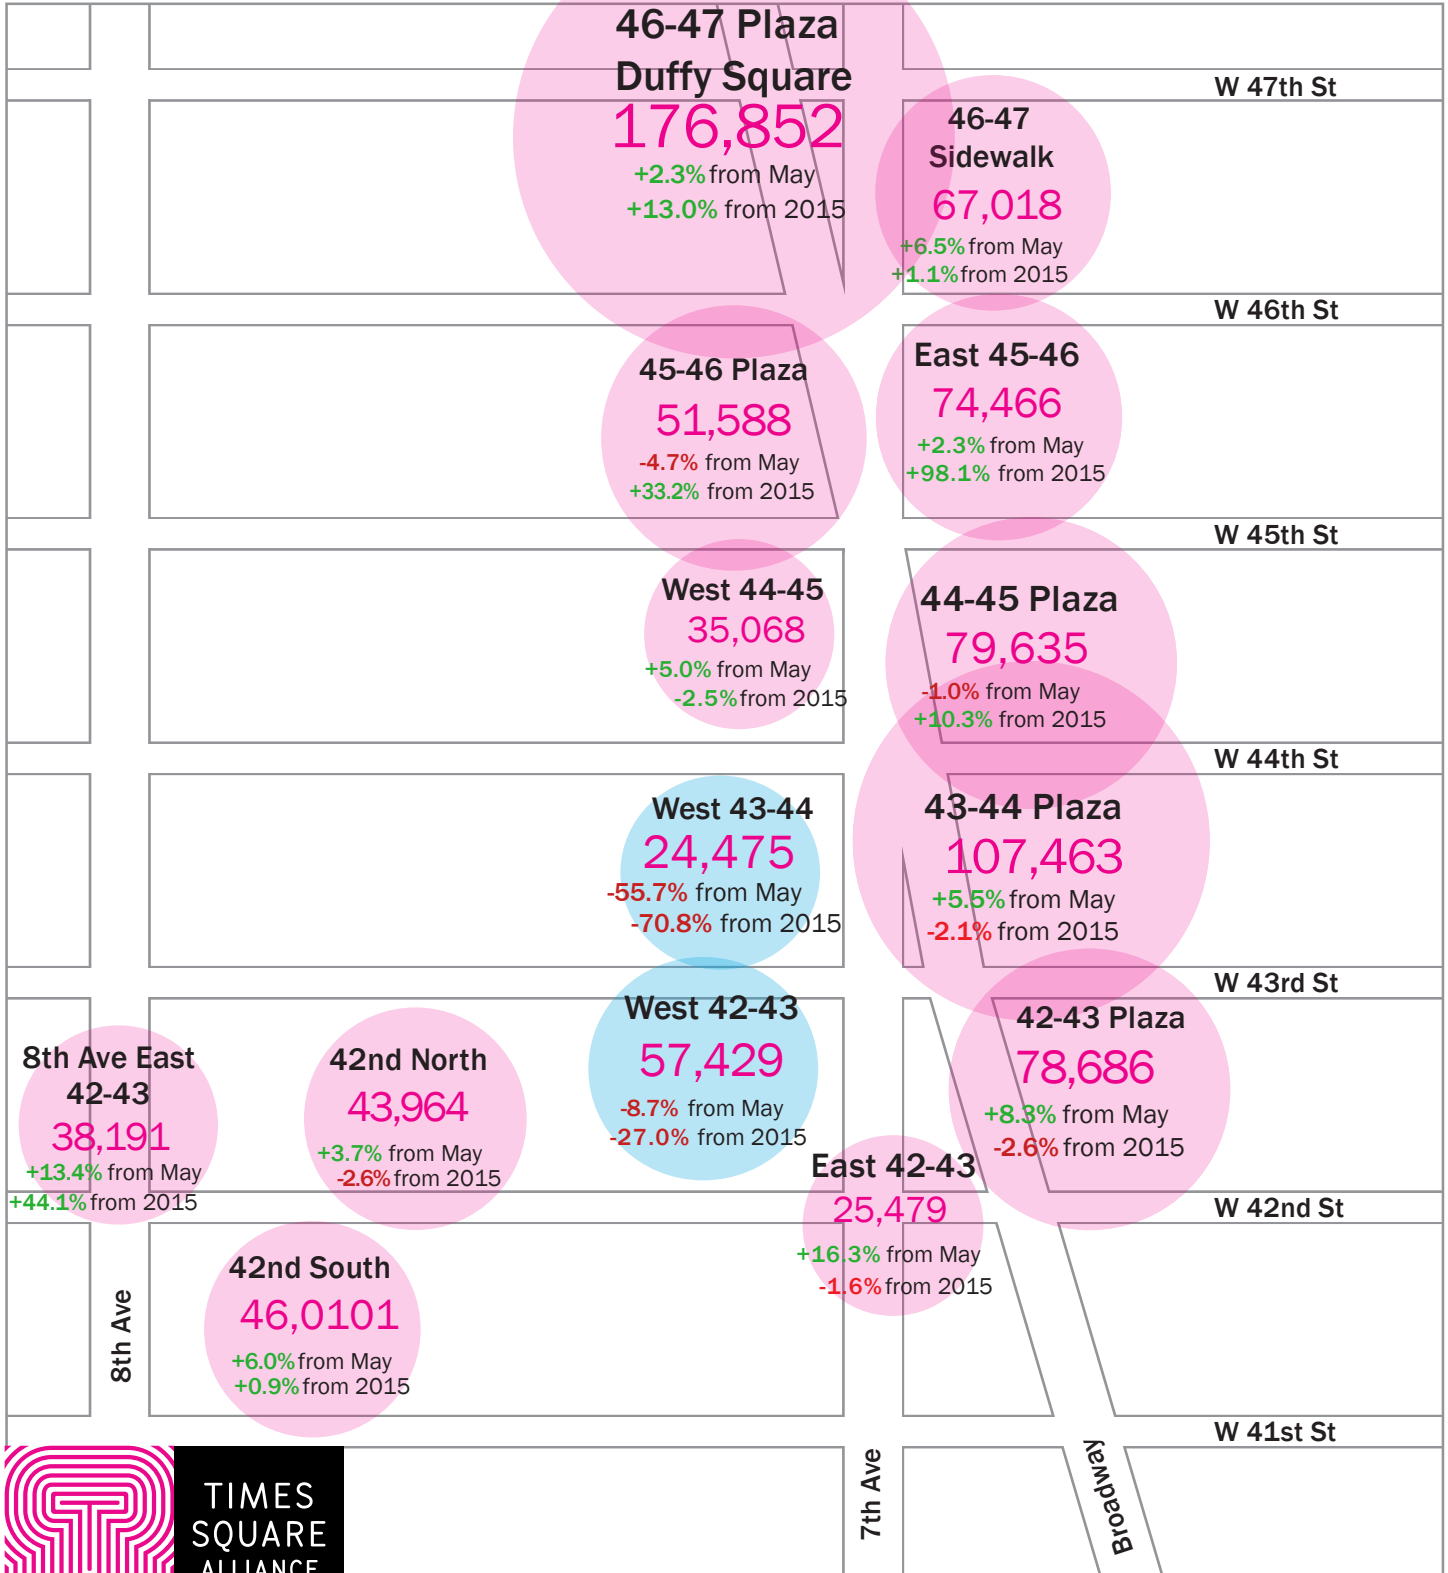 46-47 Plaza
Duffy Square
176,852
+2.3% from May
+13.0% from 2015
W 47th St
46-47
Sidewalk
67,018
+6.5% from May
+1.1% from 2015
W 46th St
45-46 Plaza
51,588
-4.7% from May
+33.2% from 2015
East 45-46
74,466
+2.3% from May
+98.1% from 2015
W 45th St
West 44-45
35,068
+5.0% from May
-2.5% from 2015
44-45 Plaza
79,635
-1.0% from May
+10.3% from 2015
W 44th St
West 43-44
24,475
-55.7% from May
-70.8% from 2015
43-44 Plaza
107,463
+5.5% from May
-2.1% from 2015
W 43rd St
8th Ave East
42-43
38,191
+13.4% from May
+44.1% from 2015
42nd North
43,964
+3.7% from May
-2.6% from 2015
West 42-43
57,429
-8.7% from May
-27.0% from 2015
42-43 Plaza
78,686
+8.3% from May
-2.6% from 2015
East 42-43
25,479
+16.3% from May
-1.6% from 2015
W 42nd St
42nd South
46,0101
+6.0% from May
+0.9% from 2015
8th Ave
W 41st St
7th Ave
Broadway
TIMES
SQUARE
ALLIANCE